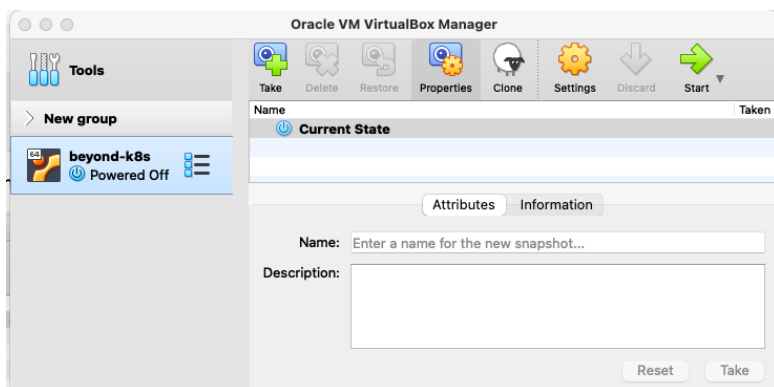 Oracle VM VirtualBox Manager
Tools
Take Delete Restore Properties Clone Settings Discard Start
New group
Name Taken
Current State
64
beyond-k8s
Powered Off
Attributes Information
Name: Enter a name for the new snapshot...
Description:
Reset Take